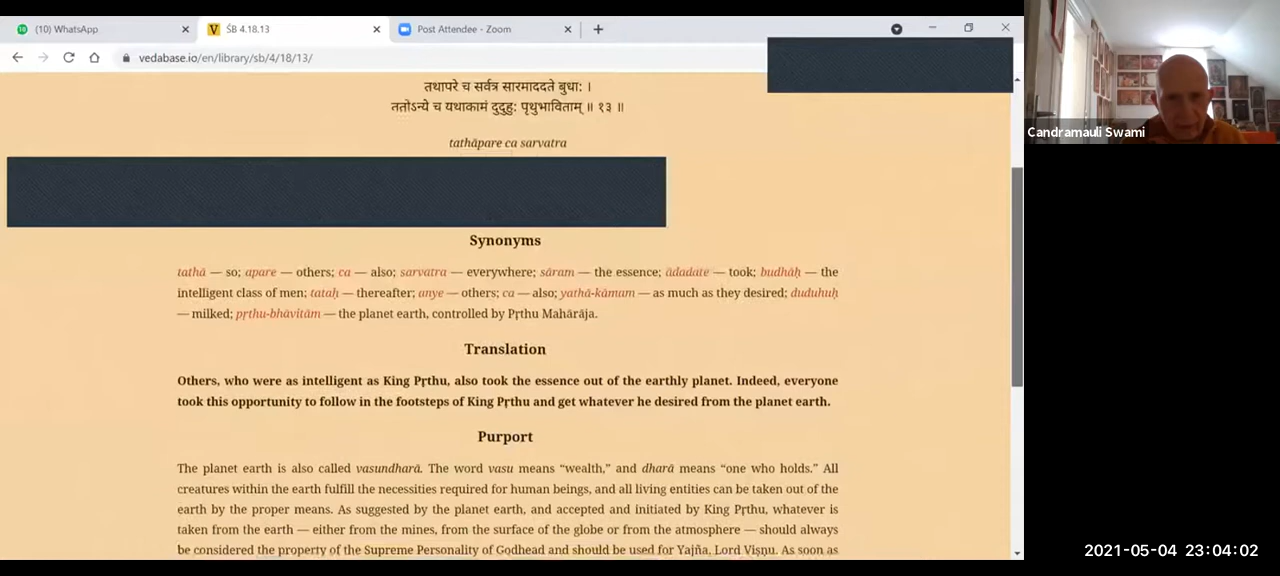 (10) WhatsApp
ŚB 4.18.13
Post Attendee - Zoom
vedabase.io/en/library/sb/4/18/13/
तथापरे च सर्वत्र सारमाददते बुधा: ।
ततोऽन्ये च यथाकामं दुदुहु: पृथुभाविताम् ॥ १३ ॥
tathāpare ca sarvatra
Synonyms
tathā — so; apare — others; ca — also; sarvatra — everywhere; sāram — the essence; ādadate — took; budhāḥ — the
intelligent class of men; tataḥ — thereafter; anye — others; ca — also; yathā-kāmam — as much as they desired; duduhuḥ
— milked; pṛthu-bhāvitām — the planet earth, controlled by Pṛthu Mahārāja.
Translation
Others, who were as intelligent as King Pṛthu, also took the essence out of the earthly planet. Indeed, everyone
took this opportunity to follow in the footsteps of King Pṛthu and get whatever he desired from the planet earth.
Purport
The planet earth is also called vasundharā. The word vasu means “wealth,” and dharā means “one who holds.” All
creatures within the earth fulfill the necessities required for human beings, and all living entities can be taken out of the
earth by the proper means. As suggested by the planet earth, and accepted and initiated by King Pṛthu, whatever is
taken from the earth — either from the mines, from the surface of the globe or from the atmosphere — should always
be considered the property of the Supreme Personality of Godhead and should be used for Yajña, Lord Viṣṇu. As soon as
Candramauli Swami
2021-05-04 23:04:02